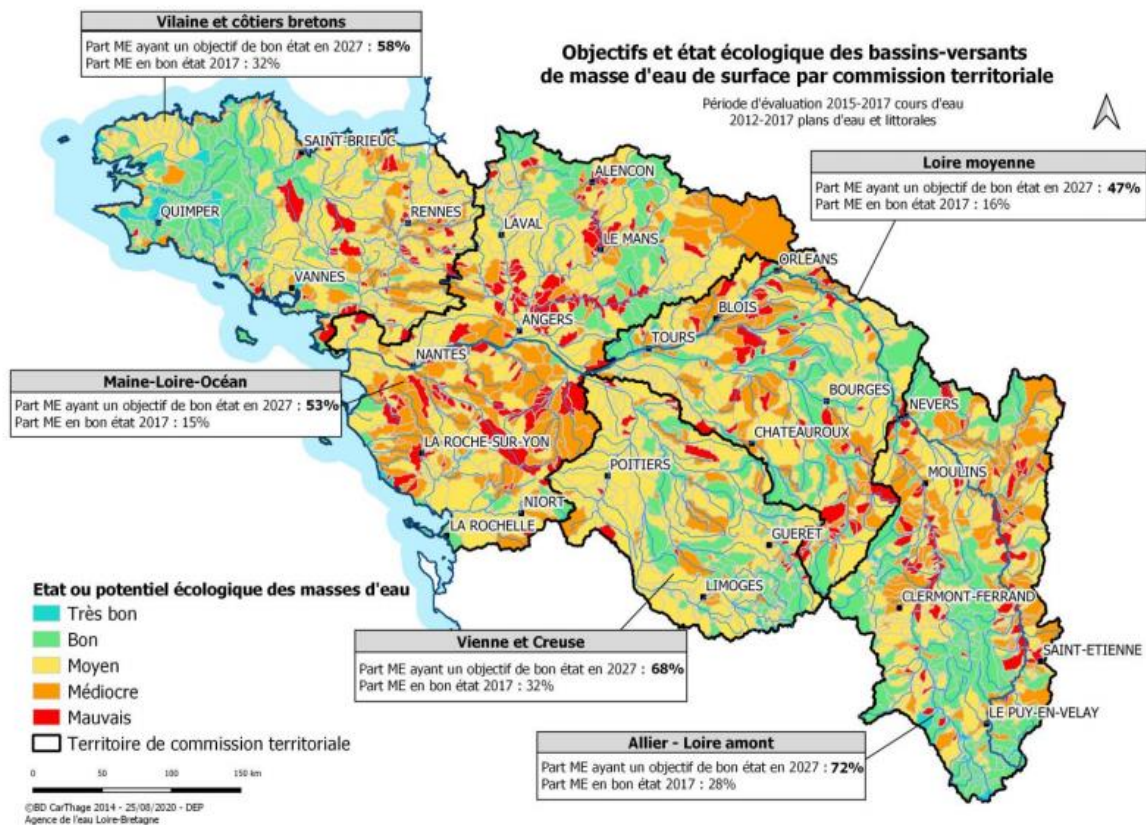 Vilaine et côtiers bretons
Part ME ayant un objectif de bon état en 2027 : 58%
Part ME en bon état 2017 : 32%
Objectifs et état écologique des bassins-versants
de masse d'eau de surface par commission territoriale
Période d'évaluation 2015-2017 cours d'eau
2012-2017 plans d'eau et littorales
Loire moyenne
Part ME ayant un objectif de bon état en 2027 : 47%
Part ME en bon état 2017 : 16%
SAINT-BRIEUC
ALENCON
QUIMPER
RENNES
LAVAL
LE MANS
ORLEANS
VANNES
BLOIS
ANGERS
TOURS
NANTES
Maine-Loire-Océan
Part ME ayant un objectif de bon état en 2027 : 53%
Part ME en bon état 2017 : 15%
BOURGES
NEVERS
LA ROCHE-SUR-YON
CHATEAUROUX
POITIERS
MOULINS
NIORT
LA ROCHELLE
GUERET
LIMOGES
CLERMONT-FERRAND
SAINT-ETIENNE
LE PUY-EN-VELAY
Vienne et Creuse
Part ME ayant un objectif de bon état en 2027 : 68%
Part ME en bon état 2017 : 32%
Allier - Loire amont
Part ME ayant un objectif de bon état en 2027 : 72%
Part ME en bon état 2017 : 28%
Etat ou potentiel écologique des masses d'eau
Très bon
Bon
Moyen
Médiocre
Mauvais
Territoire de commission territoriale
0 50 100 150 km
©BD CarThage 2014 - 25/08/2020 - DEP
Agence de l'eau Loire-Bretagne